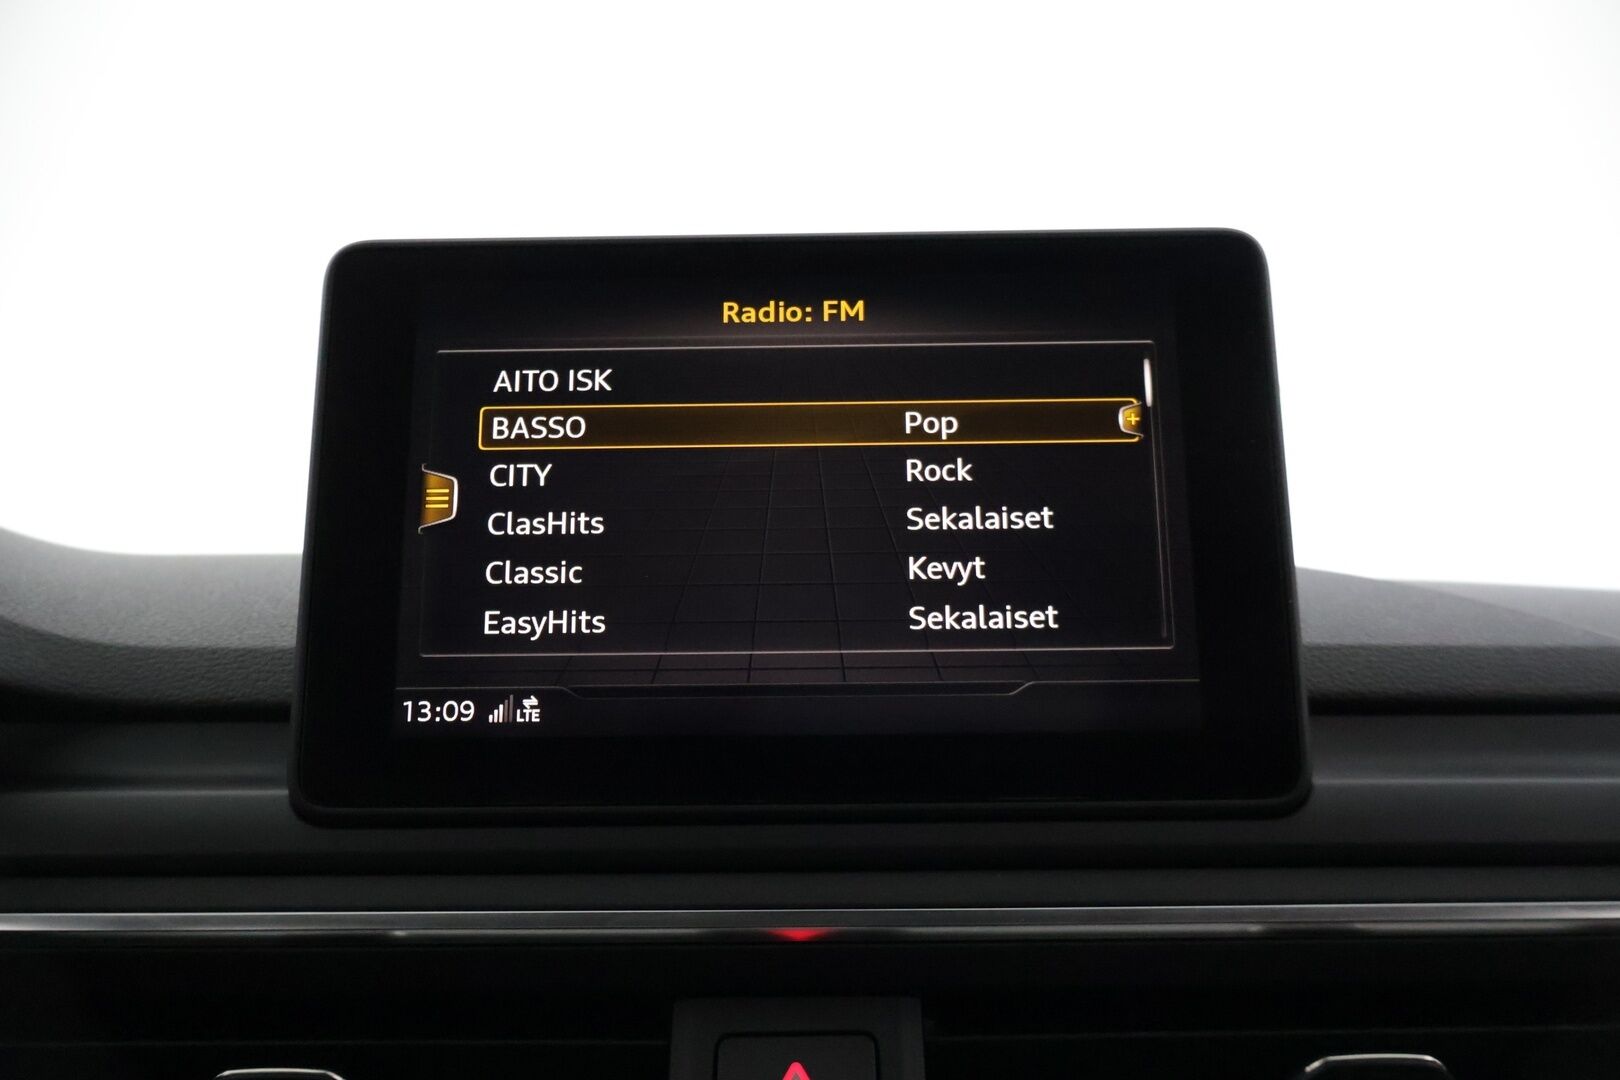 Radio: FM
AITO ISK
BASSO Pop
CITY Rock
ClasHits Sekalaiset
Classic Kevyt
EasyHits Sekalaiset
13:09 LTE